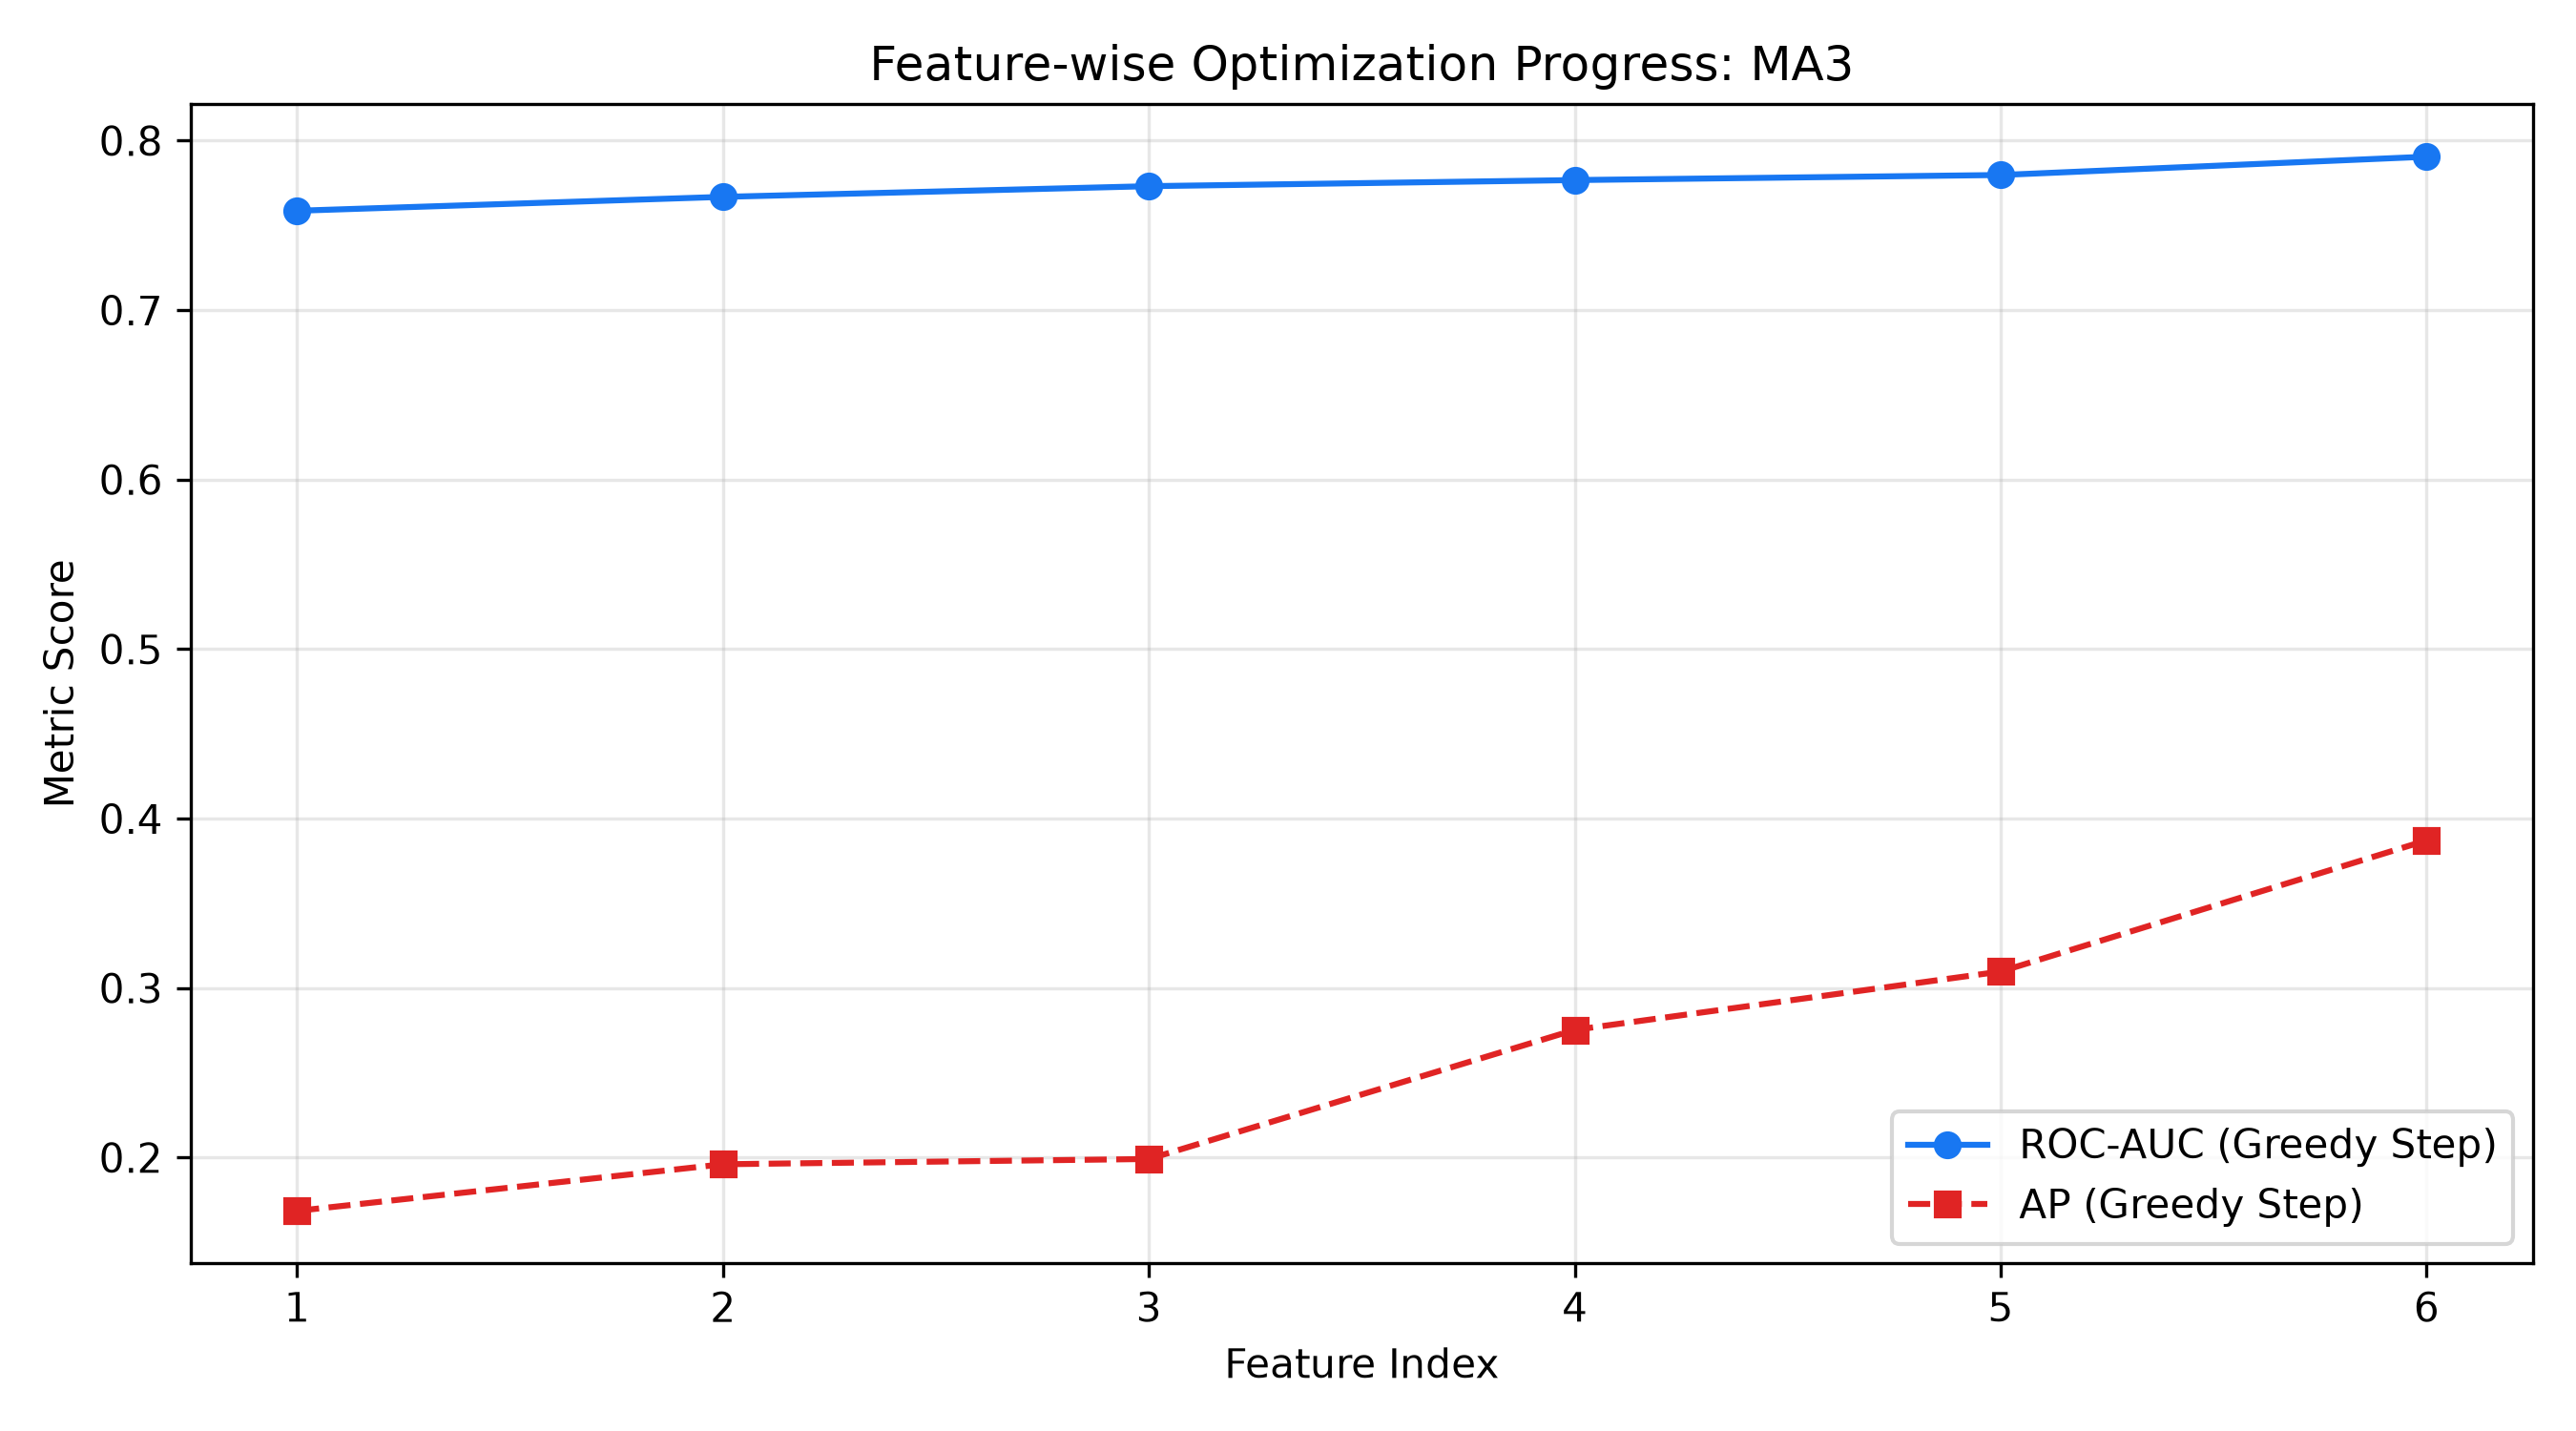 Feature-wise Optimization Progress: MA3
Metric Score
0.8
0.7
0.6
0.5
0.4
0.3
0.2
1 2 3 4 5 6
Feature Index
ROC-AUC (Greedy Step)
AP (Greedy Step)